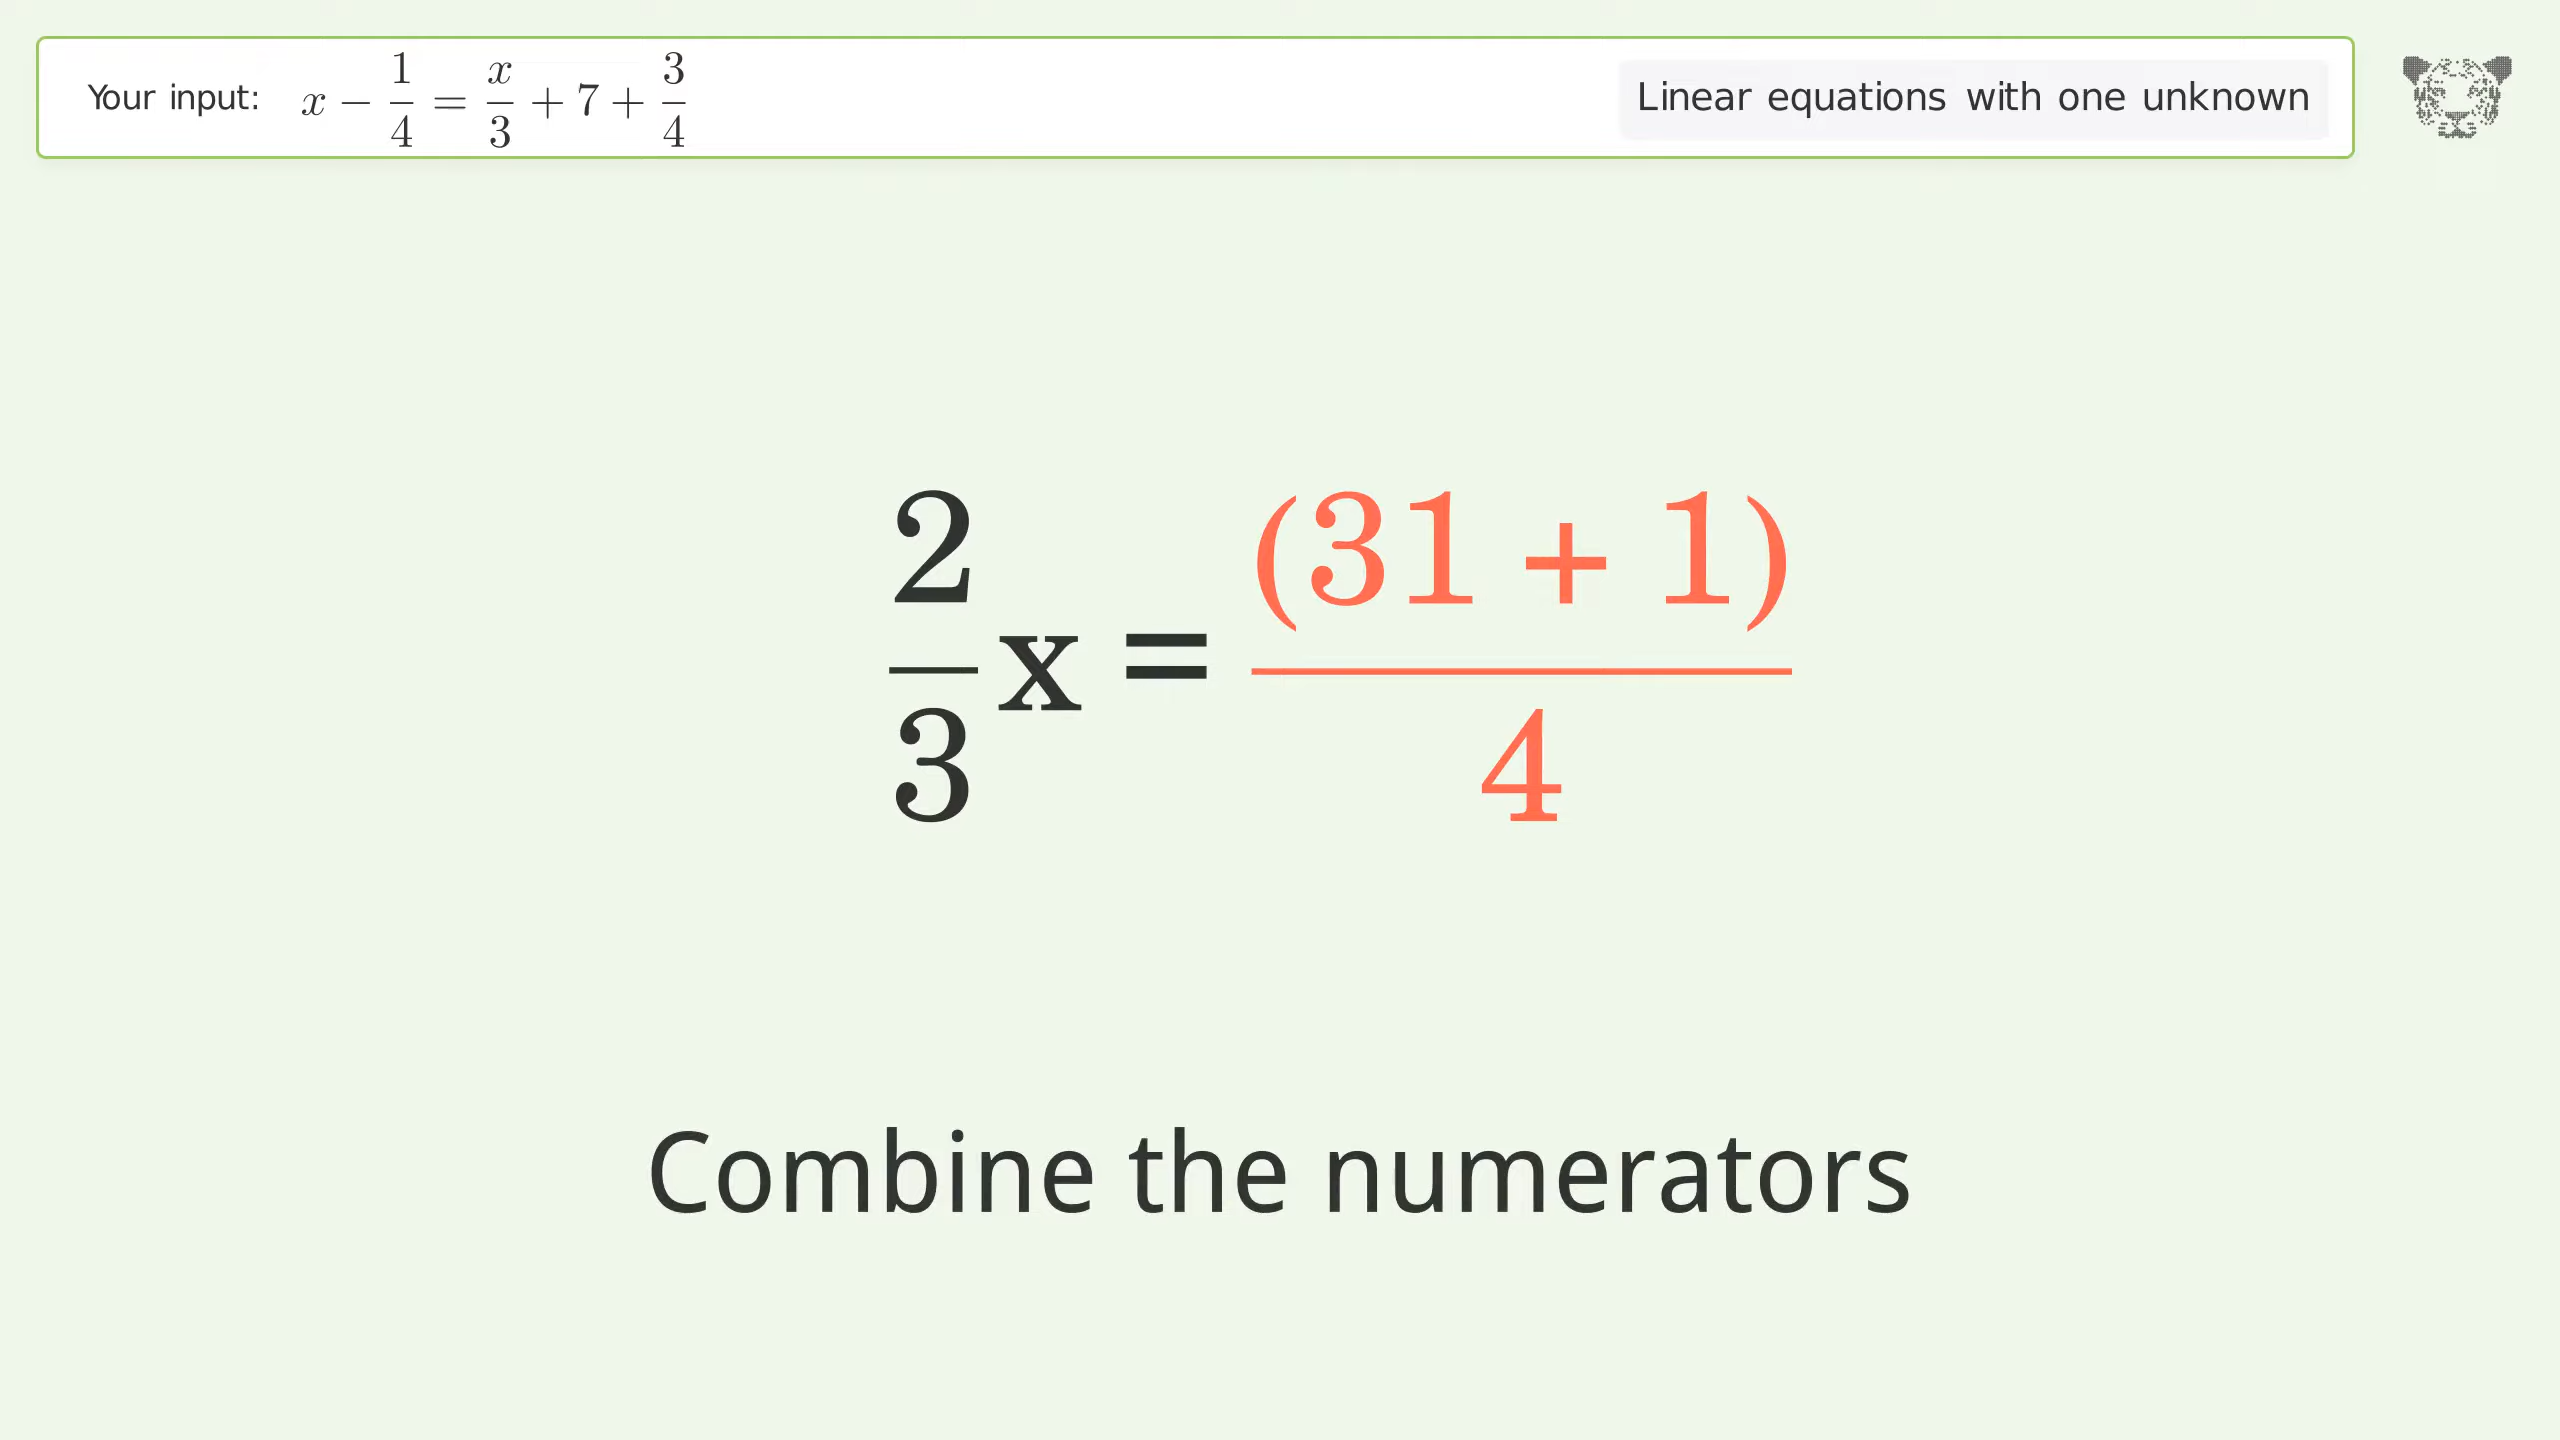 Your input: x − 1/4 = x/3 + 7 + 3/4
Linear equations with one unknown
2/3 x = (31 + 1)/4
Combine the numerators